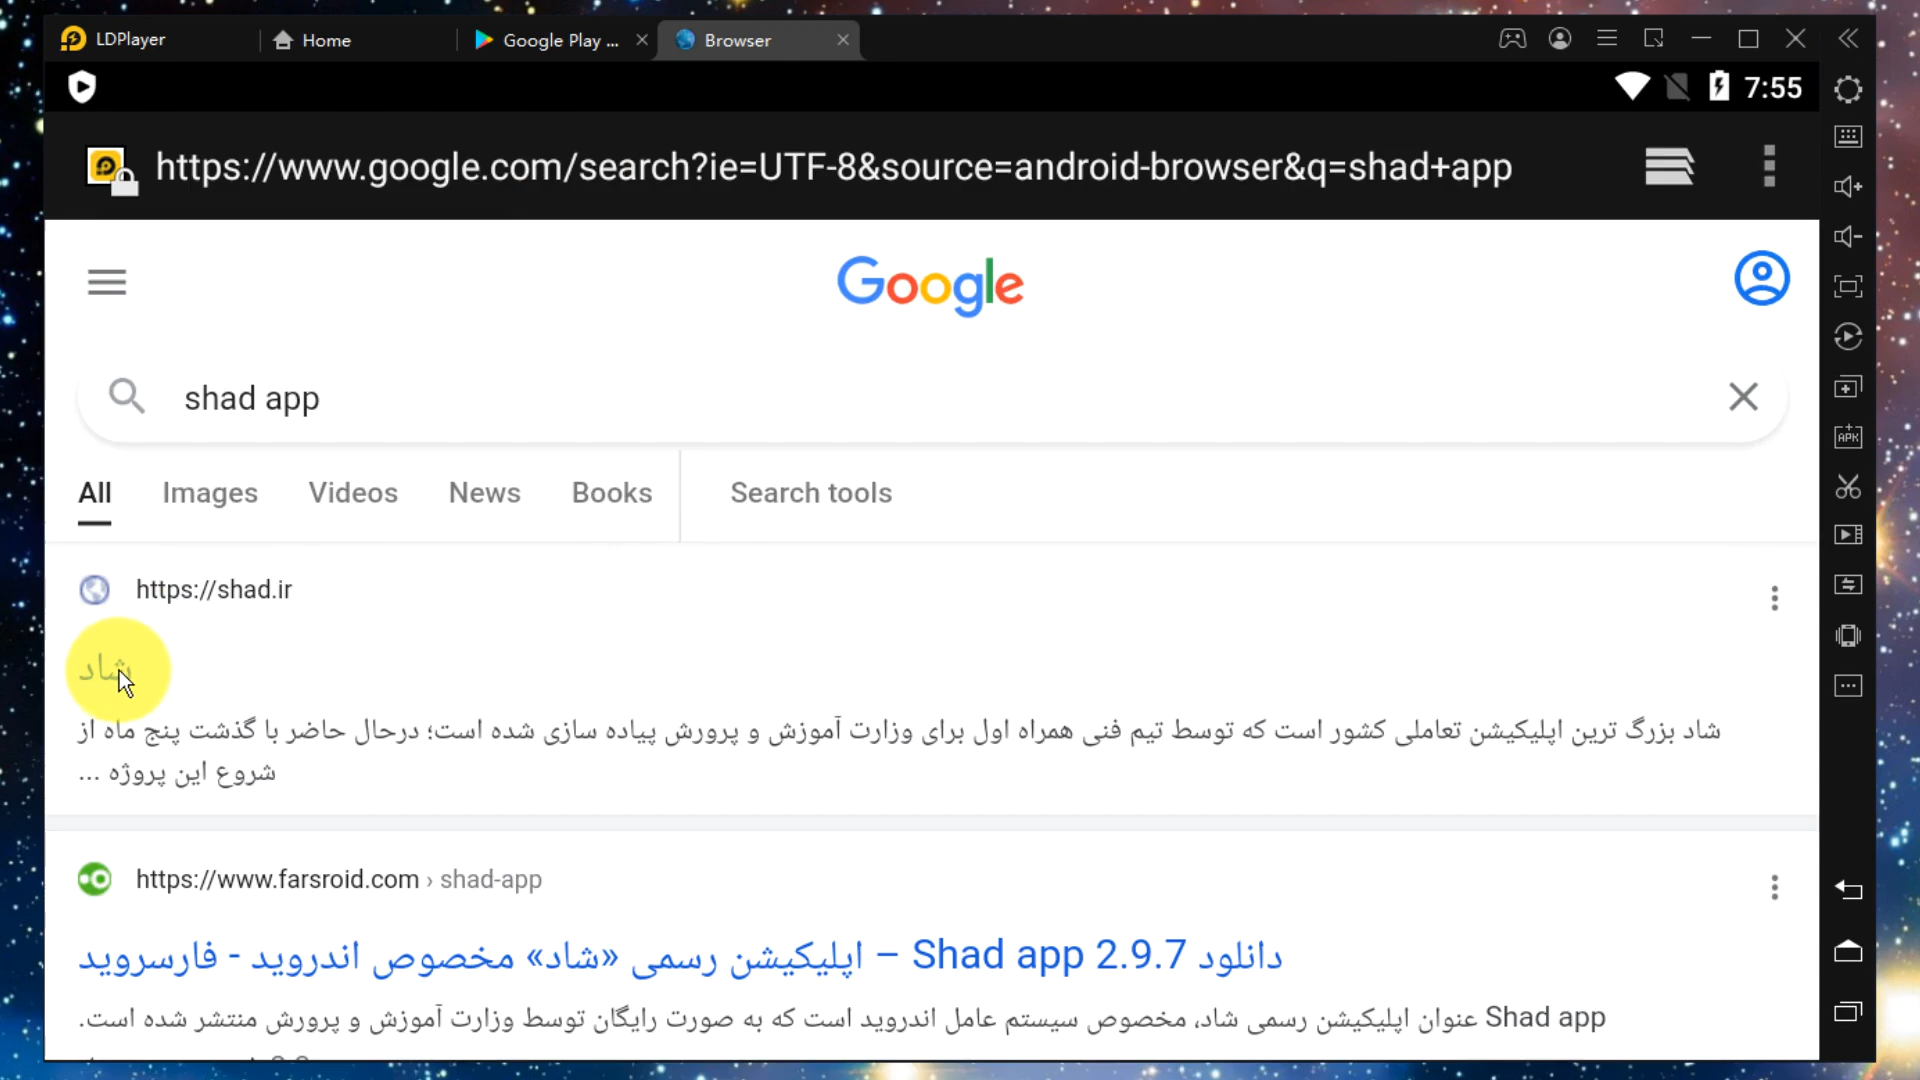 LDPlayer
Home
Google Play ...
Browser
7:55
https://www.google.com/search?ie=UTF-8&source=android-browser&q=shad+app
Google
shad app
All
Images
Videos
News
Books
Search tools
https://shad.ir
شاد
شاد بزرگ ترین اپلیکیشن تعاملی کشور است که توسط تیم فنی همراه اول برای وزارت آموزش و پرورش پیاده سازی شده است؛ درحال حاضر با گذشت پنج ماه از
شروع این پروژه ...
https://www.farsroid.com › shad-app
دانلود Shad app 2.9.7 – اپلیکیشن رسمی «شاد» مخصوص اندروید - فارسروید
Shad app عنوان اپلیکیشن رسمی شاد، مخصوص سیستم عامل اندروید است که به صورت رایگان توسط وزارت آموزش و پرورش منتشر شده است.
APK